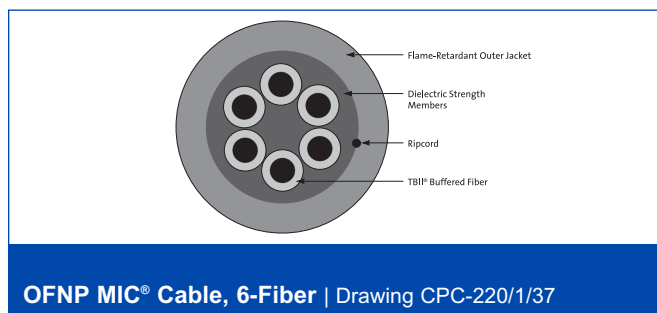 Flame-Retardant Outer Jacket
Dielectric Strength
Members
Ripcord
TBII® Buffered Fiber
OFNP MIC® Cable, 6-Fiber | Drawing CPC-220/1/37